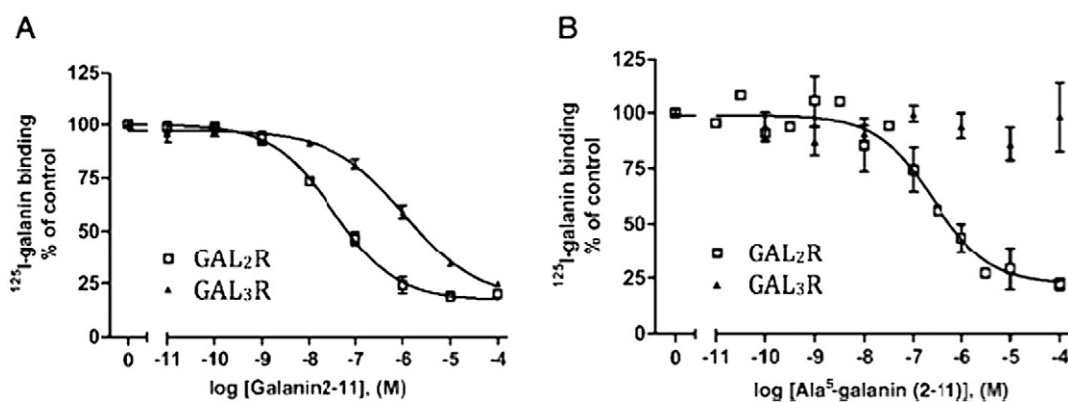 A
125
100
75
50
25
0
¹²⁵I-galanin binding
% of control
GAL₂R
GAL₃R
0 -11 -10 -9 -8 -7 -6 -5 -4
log [Galanin2-11], (M)
B
125
100
75
50
25
0
¹²⁵I-galanin binding
% of control
GAL₂R
GAL₃R
0 -11 -10 -9 -8 -7 -6 -5 -4
log [Ala⁵-galanin (2-11)], (M)